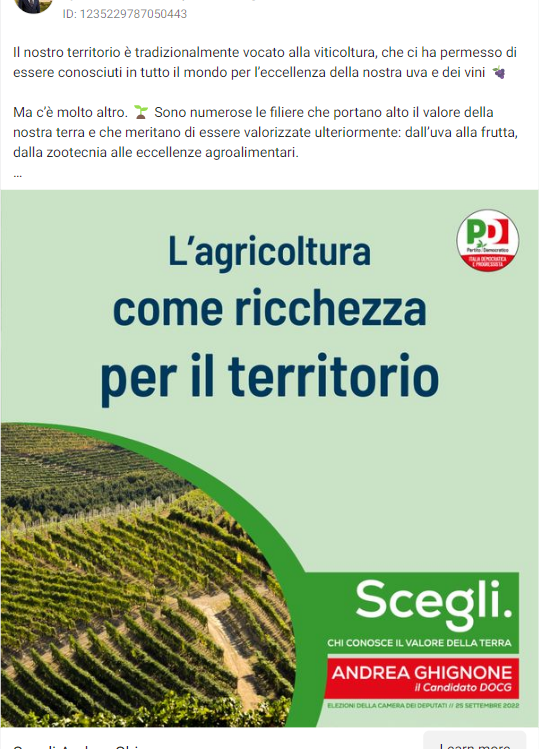 ID: 1235229787050443
Il nostro territorio è tradizionalmente vocato alla viticoltura, che ci ha permesso di
essere conosciuti in tutto il mondo per l’eccellenza della nostra uva e dei vini 🍇
Ma c’è molto altro. 🌱 Sono numerose le filiere che portano alto il valore della
nostra terra e che meritano di essere valorizzate ulteriormente: dall’uva alla frutta,
dalla zootecnia alle eccellenze agroalimentari.
...
PD
Partito Democratico
ITALIA DEMOCRATICA
E PROGRESSISTA
L’agricoltura
come ricchezza
per il territorio
Scegli.
CHI CONOSCE IL VALORE DELLA TERRA
ANDREA GHIGNONE
il Candidato DOCG
ELEZIONI DELLA CAMERA DEI DEPUTATI // 25 SETTEMBRE 2022
Learn more